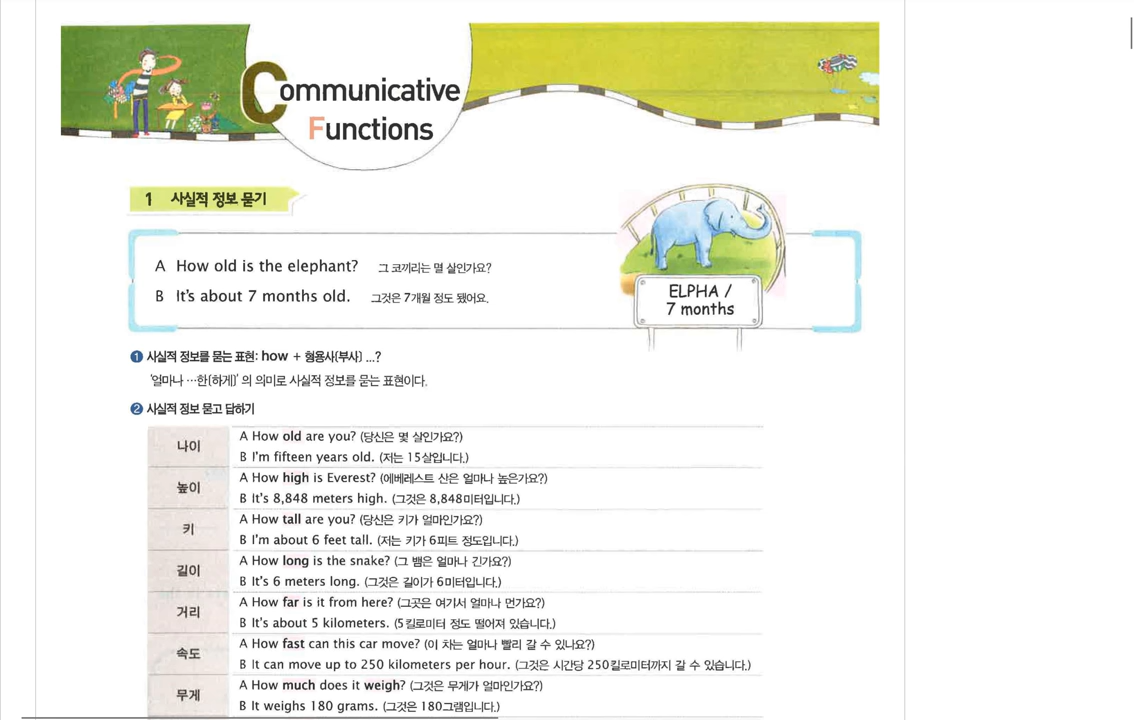 Communicative
Functions
1 사실적 정보 묻기
A How old is the elephant? 그 코끼리는 몇 살인가요?
B It's about 7 months old. 그것은 7개월 정도 됐어요.
ELPHA /
7 months
❶ 사실적 정보를 묻는 표현: how + 형용사(부사) ...?
'얼마나 …한(하게)'의 의미로 사실적 정보를 묻는 표현이다.
❷ 사실적 정보 묻고 답하기
나이
A How old are you? (당신은 몇 살인가요?)
B I'm fifteen years old. (저는 15살입니다.)
높이
A How high is Everest? (에베레스트 산은 얼마나 높은가요?)
B It's 8,848 meters high. (그것은 8,848미터입니다.)
키
A How tall are you? (당신은 키가 얼마인가요?)
B I'm about 6 feet tall. (저는 키가 6피트 정도입니다.)
길이
A How long is the snake? (그 뱀은 얼마나 긴가요?)
B It's 6 meters long. (그것은 길이가 6미터입니다.)
거리
A How far is it from here? (그곳은 여기서 얼마나 먼가요?)
B It's about 5 kilometers. (5킬로미터 정도 떨어져 있습니다.)
속도
A How fast can this car move? (이 차는 얼마나 빨리 갈 수 있나요?)
B It can move up to 250 kilometers per hour. (그것은 시간당 250킬로미터까지 갈 수 있습니다.)
무게
A How much does it weigh? (그것은 무게가 얼마인가요?)
B It weighs 180 grams. (그것은 180그램입니다.)